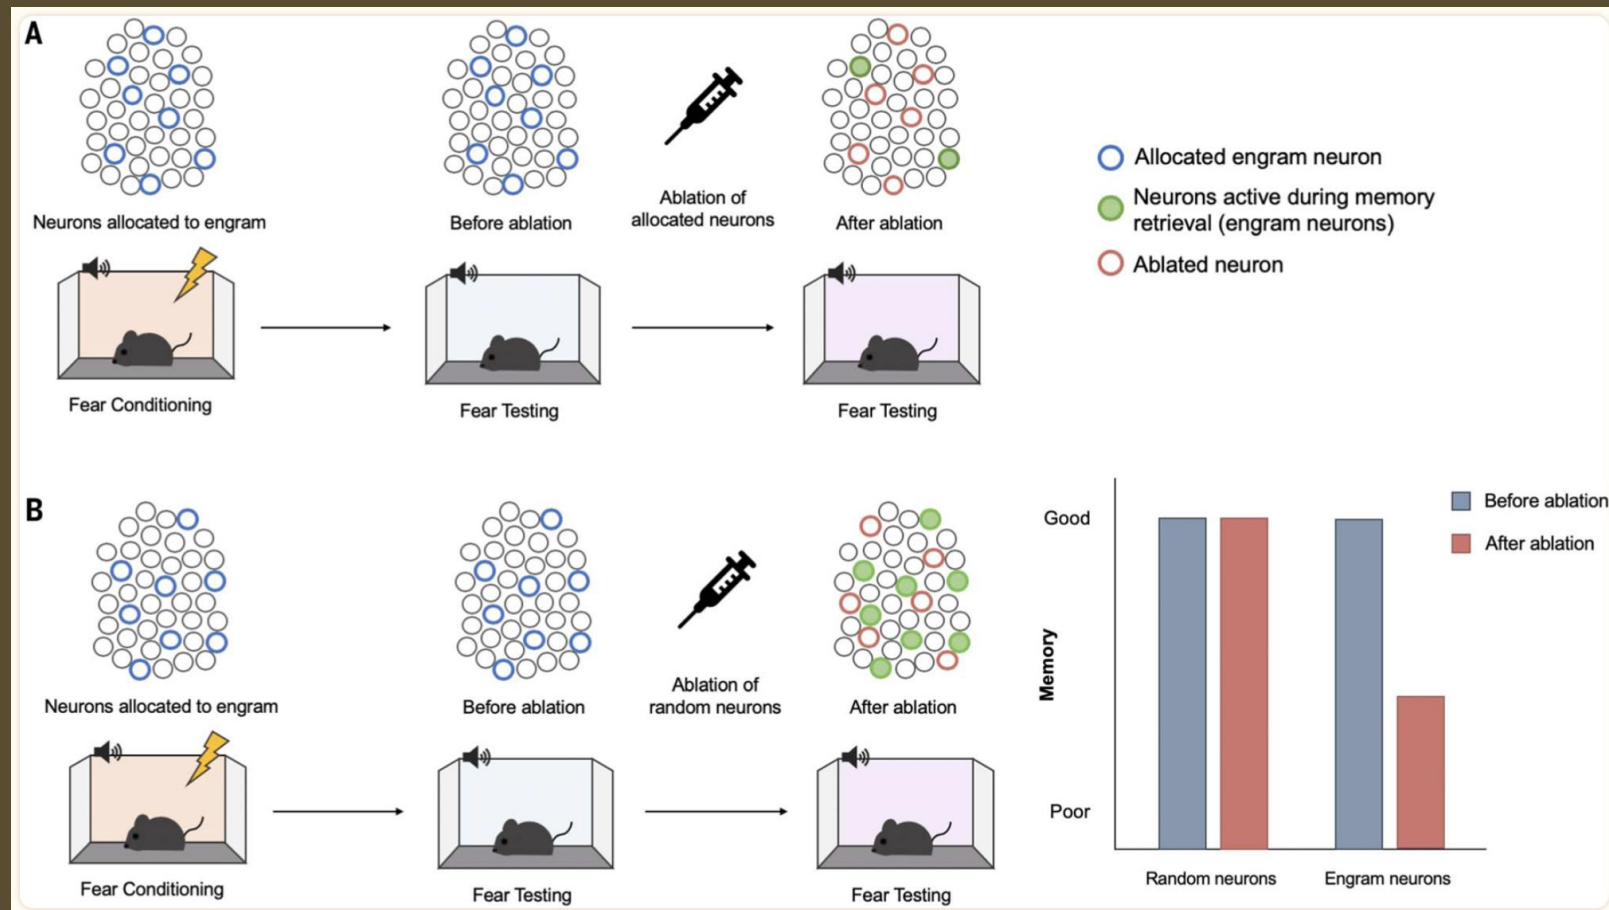 A
Neurons allocated to engram
Before ablation
Ablation of
allocated neurons
After ablation
Fear Conditioning
Fear Testing
Fear Testing
Allocated engram neuron
Neurons active during memory
retrieval (engram neurons)
Ablated neuron
B
Neurons allocated to engram
Before ablation
Ablation of
random neurons
After ablation
Fear Conditioning
Fear Testing
Fear Testing
Memory
Good
Poor
Random neurons
Engram neurons
Before ablation
After ablation